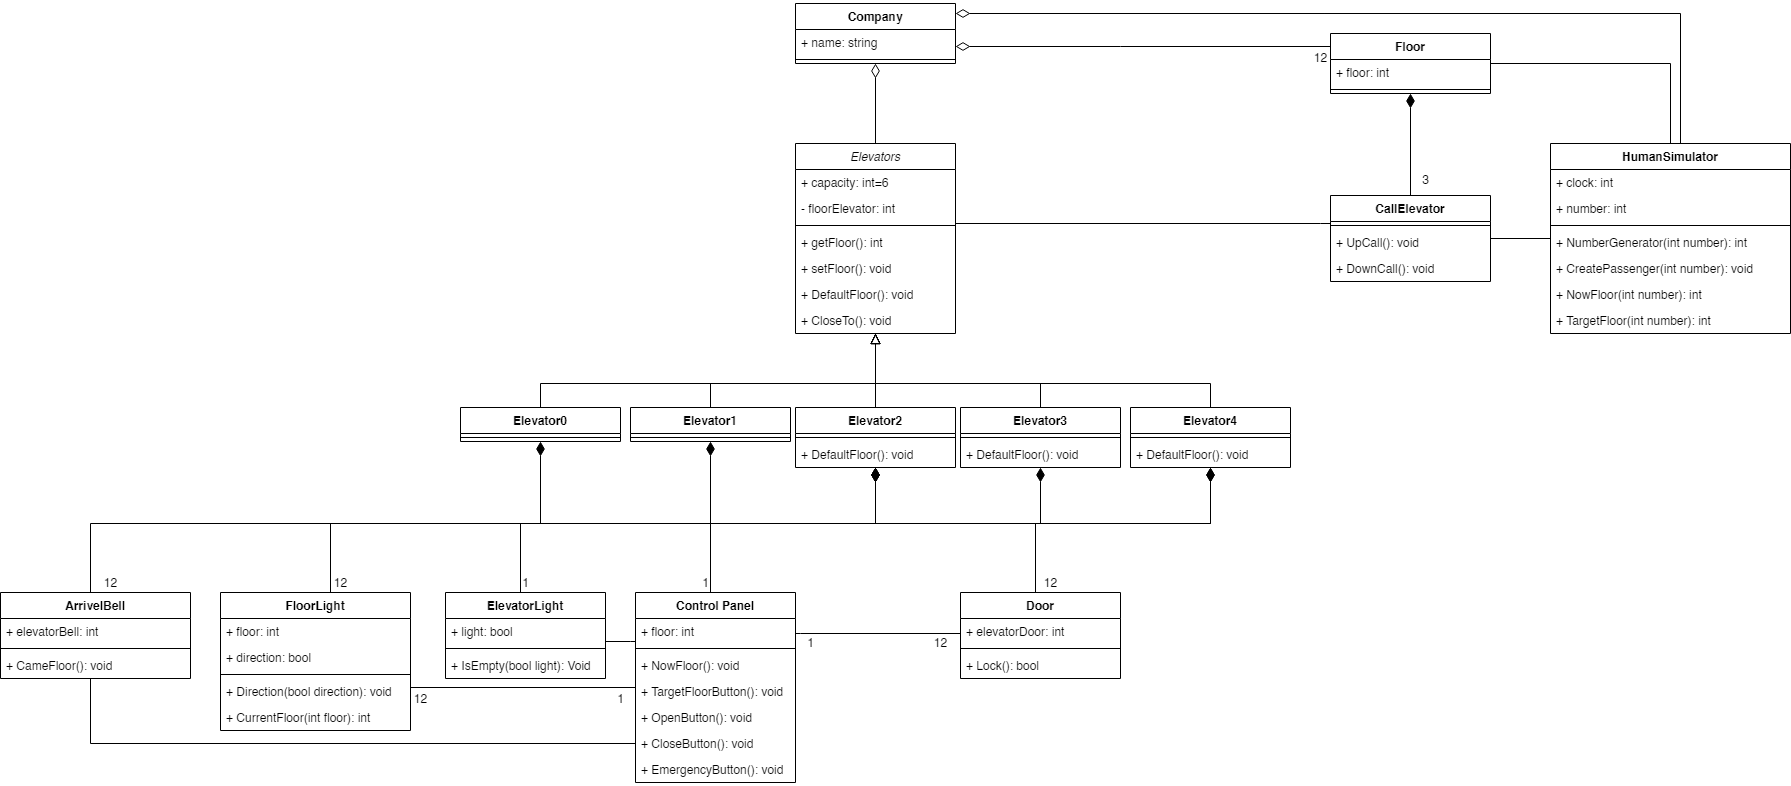 Company
+ name: string
12
Floor
+ floor: int
3
Elevators
+ capacity: int=6
- floorElevator: int
+ getFloor(): int
+ setFloor(): void
+ DefaultFloor(): void
+ CloseTo(): void
CallElevator
+ UpCall(): void
+ DownCall(): void
HumanSimulator
+ clock: int
+ number: int
+ NumberGenerator(int number): int
+ CreatePassenger(int number): void
+ NowFloor(int number): int
+ TargetFloor(int number): int
Elevator0
Elevator1
Elevator2
+ DefaultFloor(): void
Elevator3
+ DefaultFloor(): void
Elevator4
+ DefaultFloor(): void
12
12
1
1
12
ArrivelBell
+ elevatorBell: int
+ CameFloor(): void
FloorLight
+ floor: int
+ direction: bool
+ Direction(bool direction): void
+ CurrentFloor(int floor): int
12
1
ElevatorLight
+ light: bool
+ IsEmpty(bool light): Void
Control Panel
+ floor: int
+ NowFloor(): void
+ TargetFloorButton(): void
+ OpenButton(): void
+ CloseButton(): void
+ EmergencyButton(): void
1
12
Door
+ elevatorDoor: int
+ Lock(): bool